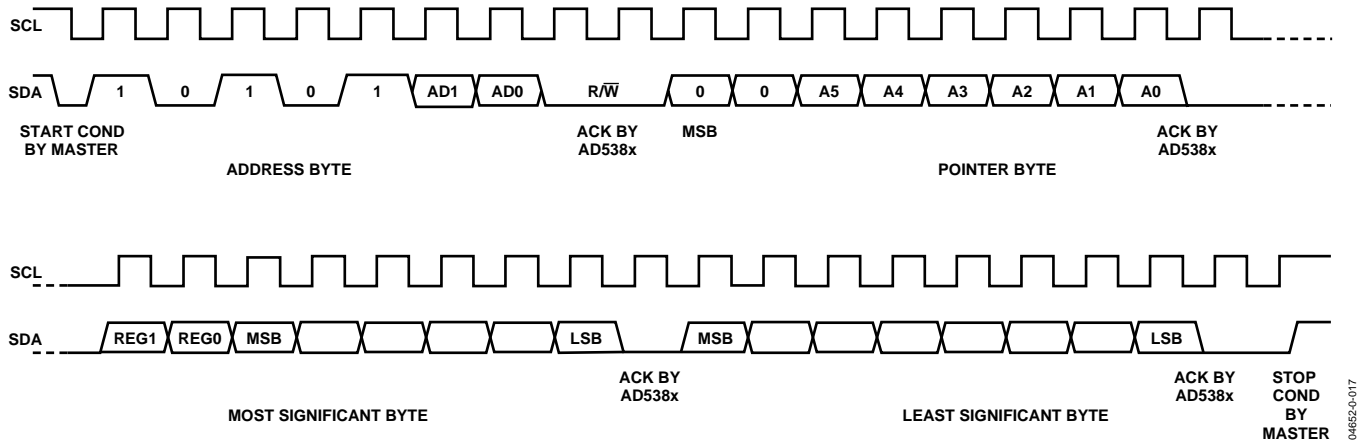 SCL
SDA 1 0 1 0 1 AD1 AD0 R/W̅ 0 0 A5 A4 A3 A2 A1 A0
START COND
BY MASTER
ACK BY
AD538x
MSB
ACK BY
AD538x
ADDRESS BYTE
POINTER BYTE
SCL
SDA REG1 REG0 MSB LSB MSB LSB
ACK BY
AD538x
ACK BY
AD538x
STOP
COND
BY
MASTER
MOST SIGNIFICANT BYTE
LEAST SIGNIFICANT BYTE
04652-0-017